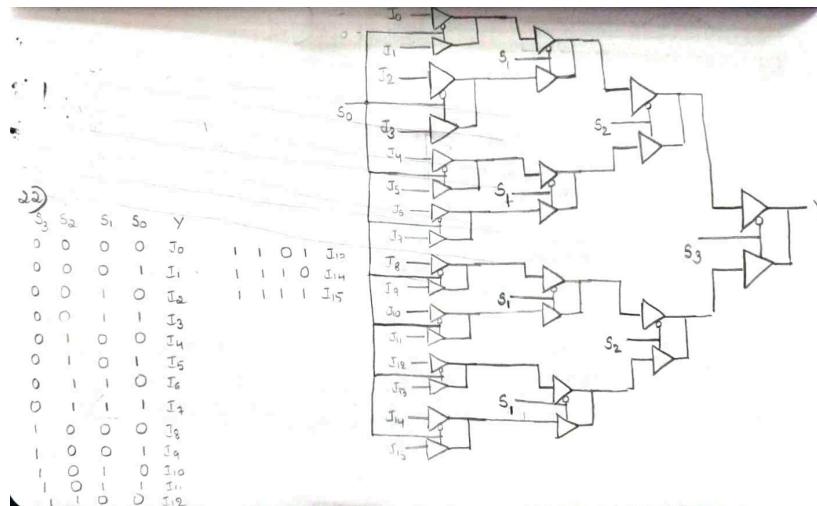 22)
S3 S2 S1 S0 Y
0 0 0 0 I0
0 0 0 1 I1
0 0 1 0 I2
0 0 1 1 I3
0 1 0 0 I4
0 1 0 1 I5
0 1 1 0 I6
0 1 1 1 I7
1 0 0 0 I8
1 0 0 1 I9
1 0 1 0 I10
1 0 1 1 I11
1 1 0 0 I12
1 1 0 1 I13
1 1 1 0 I14
1 1 1 1 I15
I0
I1
I2
S0
I3
I4
I5
I6
I7
I8
I9
I10
I11
I12
I13
I14
I15
S1
S1
S1
S1
S2
S2
S3
Y